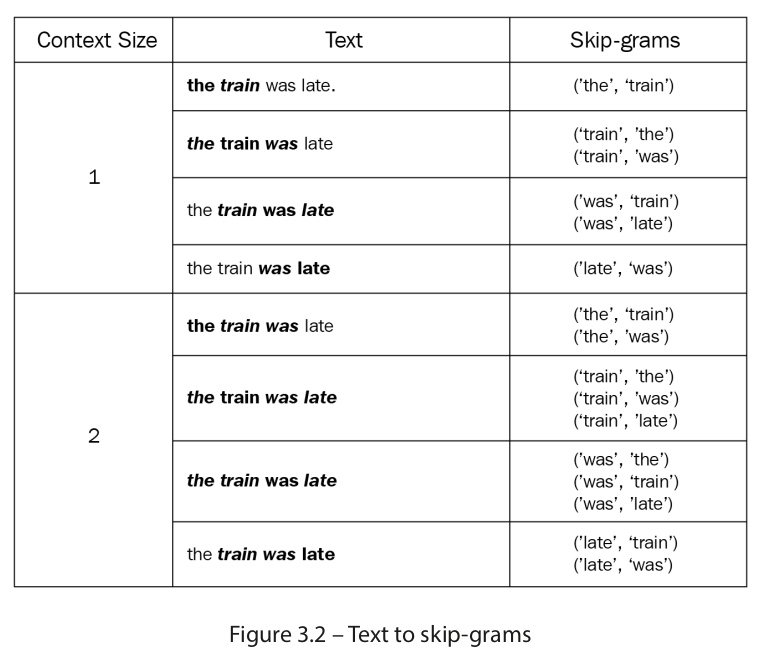 Context Size Text Skip-grams
1
the train was late. (’the’, ‘train’)
the train was late (‘train’, ’the’)
(‘train’, ’was’)
the train was late (’was’, ‘train’)
(’was’, ’late’)
the train was late (’late’, ‘was’)
2
the train was late (’the’, ‘train’)
(’the’, ’was’)
the train was late (‘train’, ’the’)
(‘train’, ’was’)
(‘train’, ’late’)
the train was late (’was’, ’the’)
(’was’, ‘train’)
(’was’, ’late’)
the train was late (’late’, ‘train’)
(’late’, ‘was’)
Figure 3.2 – Text to skip-grams